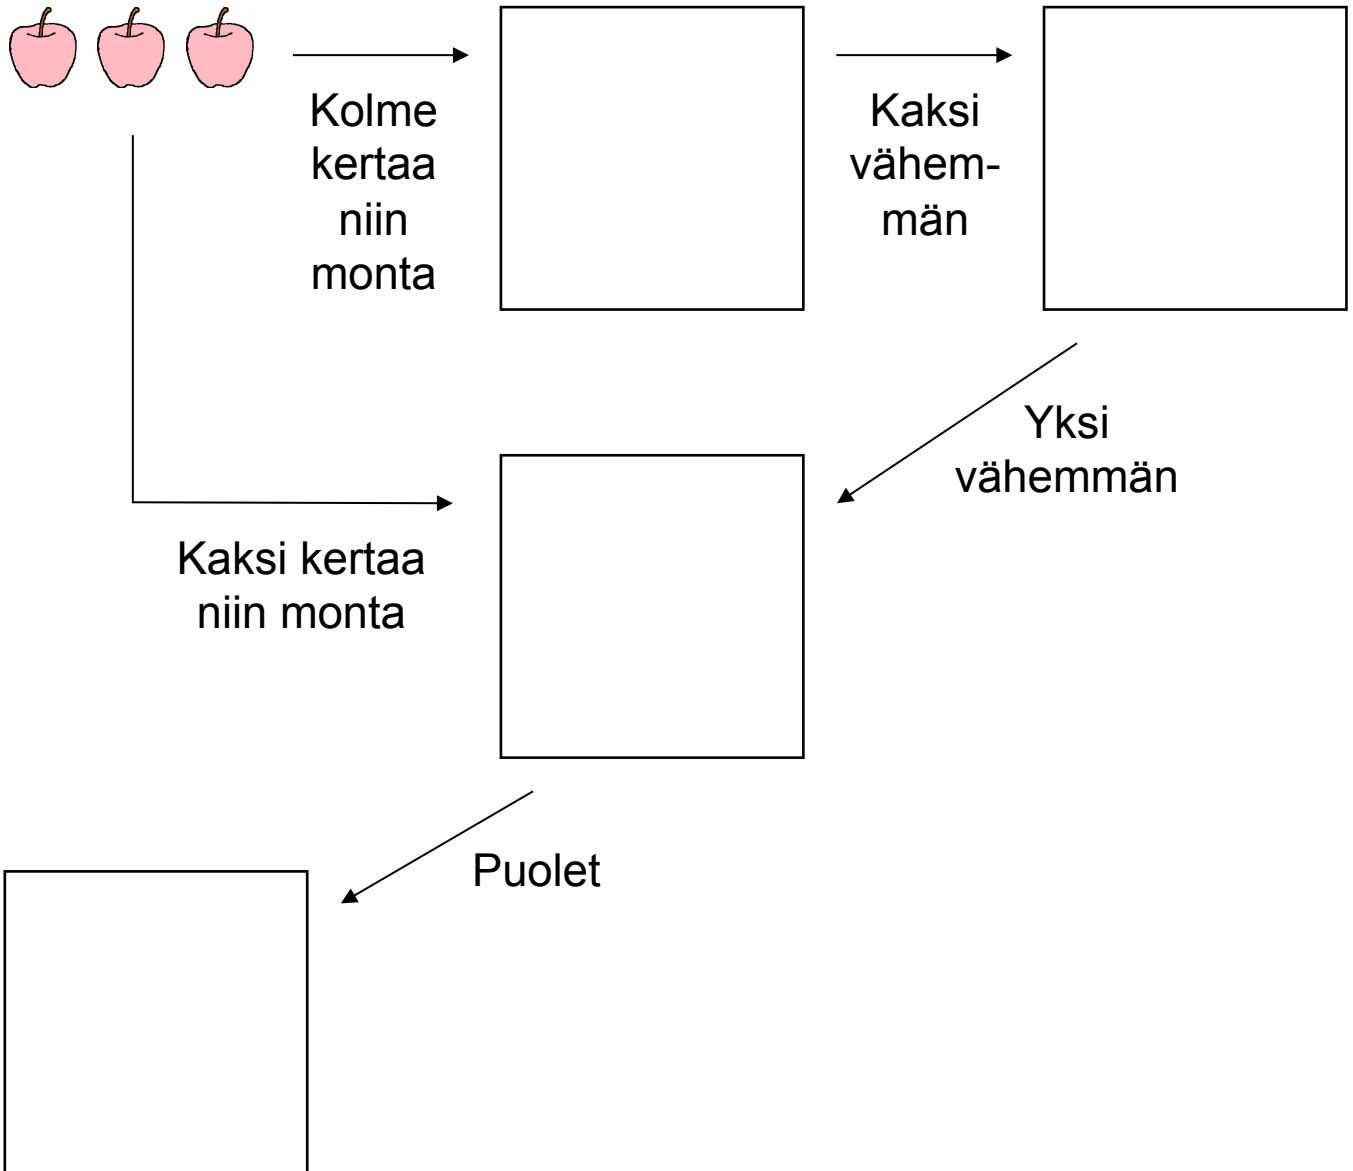 Kolme
kertaa
niin
monta
Kaksi
vähem-
män
Yksi
vähemmän
Kaksi kertaa
niin monta
Puolet